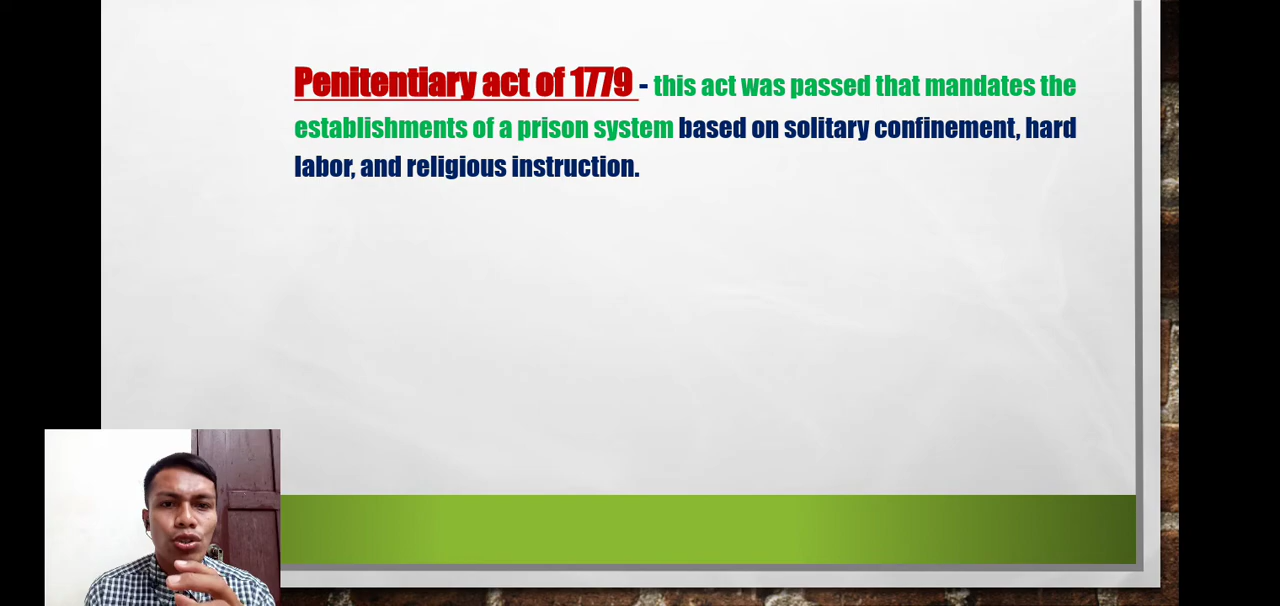 Penitentiary act of 1779 - this act was passed that mandates the
establishments of a prison system based on solitary confinement, hard
labor, and religious instruction.